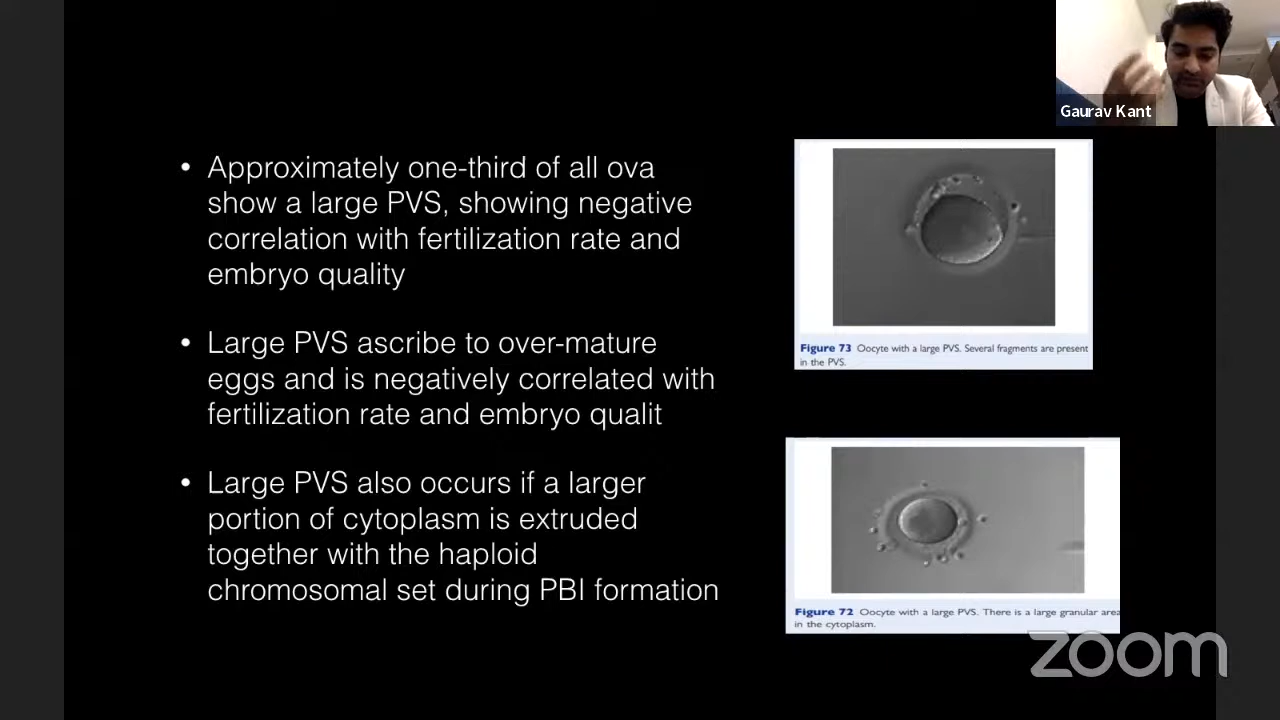 Gaurav Kant
• Approximately one-third of all ova
show a large PVS, showing negative
correlation with fertilization rate and
embryo quality
• Large PVS ascribe to over-mature
eggs and is negatively correlated with
fertilization rate and embryo qualit
• Large PVS also occurs if a larger
portion of cytoplasm is extruded
together with the haploid
chromosomal set during PBI formation
Figure 73 Oocyte with a large PVS. Several fragments are present
in the PVS.
Figure 72 Oocyte with a large PVS. There is a large granular area
in the cytoplasm.
zoom